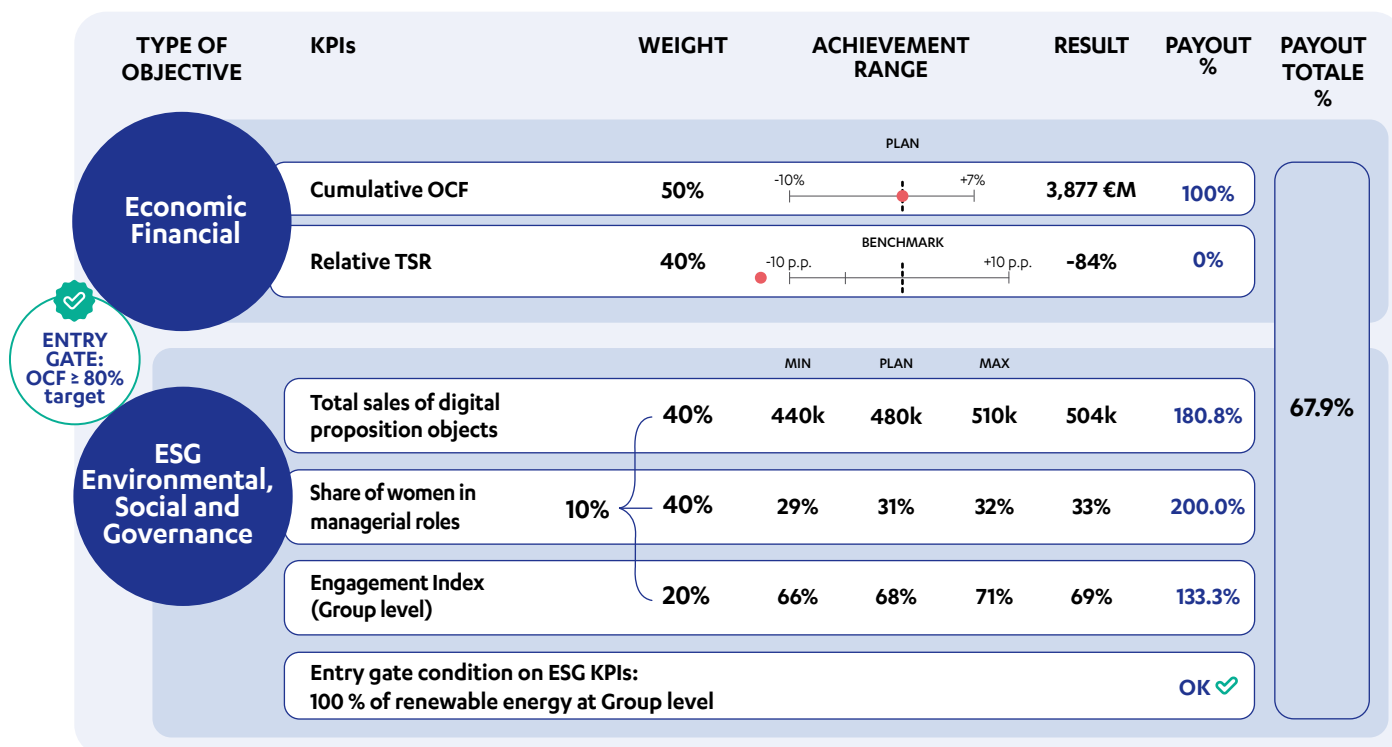 TYPE OF
OBJECTIVE
KPIs
WEIGHT
ACHIEVEMENT
RANGE
RESULT
PAYOUT
%
PAYOUT
TOTALE
%
Economic
Financial
PLAN
Cumulative OCF
50%
-10%
+7%
3,877 €M
100%
BENCHMARK
Relative TSR
40%
-10 p.p.
+10 p.p.
-84%
0%
ENTRY
GATE:
OCF ≥ 80%
target
67.9%
ESG
Environmental,
Social and
Governance
MIN
PLAN
MAX
Total sales of digital
proposition objects
40%
440k
480k
510k
504k
180.8%
Share of women in
managerial roles
10%
40%
29%
31%
32%
33%
200.0%
Engagement Index
(Group level)
20%
66%
68%
71%
69%
133.3%
Entry gate condition on ESG KPIs:
100 % of renewable energy at Group level
OK